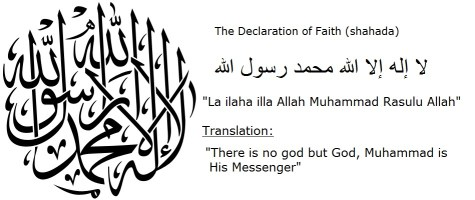 لا إله إلا الله محمد رسول الله
The Declaration of Faith (shahada)
لا إله إلا الله محمد رسول الله
"La ilaha illa Allah Muhammad Rasulu Allah"
Translation:
"There is no god but God, Muhammad is
His Messenger"